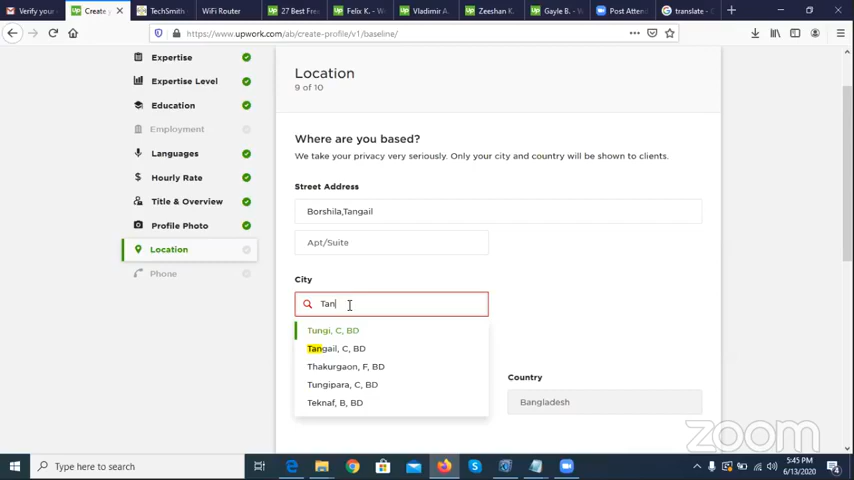 Verify your
Create y
TechSmith
WiFi Router
27 Best Fre
Felix K. - W
Vladimir A.
Zeeshan K.
Gayle B. - W
Post Attend
translate - G
https://www.upwork.com/ab/create-profile/v1/baseline/
Expertise
Expertise Level
Education
Employment
Languages
Hourly Rate
Title & Overview
Profile Photo
Location
Phone
Location
9 of 10
Where are you based?
We take your privacy very seriously. Only your city and country will be shown to clients.
Street Address
Borshila,Tangail
Apt/Suite
City
Tan
Tungi, C, BD
Tangail, C, BD
Thakurgaon, F, BD
Tungipara, C, BD
Teknaf, B, BD
Country
Bangladesh
zoom
Type here to search
5:45 PM
6/13/2020
4